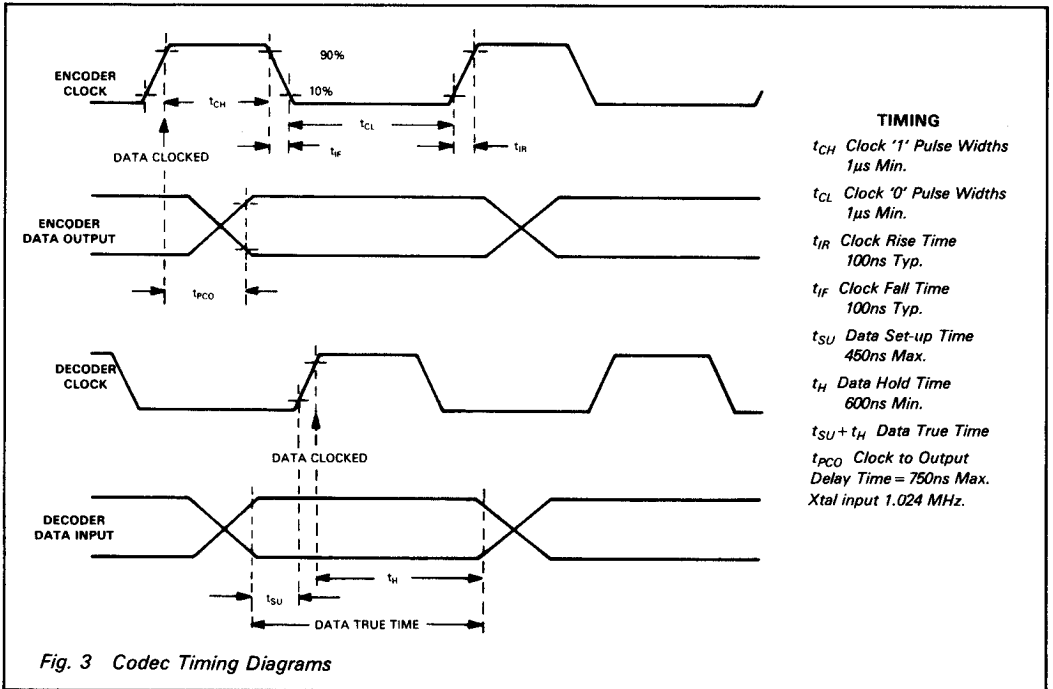 ENCODER
CLOCK
90%
10%
tCH
tCL
tIF
tIR
DATA CLOCKED
ENCODER
DATA OUTPUT
tPCO
DECODER
CLOCK
DATA CLOCKED
DECODER
DATA INPUT
tH
tSU
DATA TRUE TIME
TIMING
tCH Clock '1' Pulse Widths
1µs Min.
tCL Clock '0' Pulse Widths
1µs Min.
tIR Clock Rise Time
100ns Typ.
tIF Clock Fall Time
100ns Typ.
tSU Data Set-up Time
450ns Max.
tH Data Hold Time
600ns Min.
tSU + tH Data True Time
tPCO Clock to Output
Delay Time = 750ns Max.
Xtal input 1.024 MHz.
Fig. 3 Codec Timing Diagrams